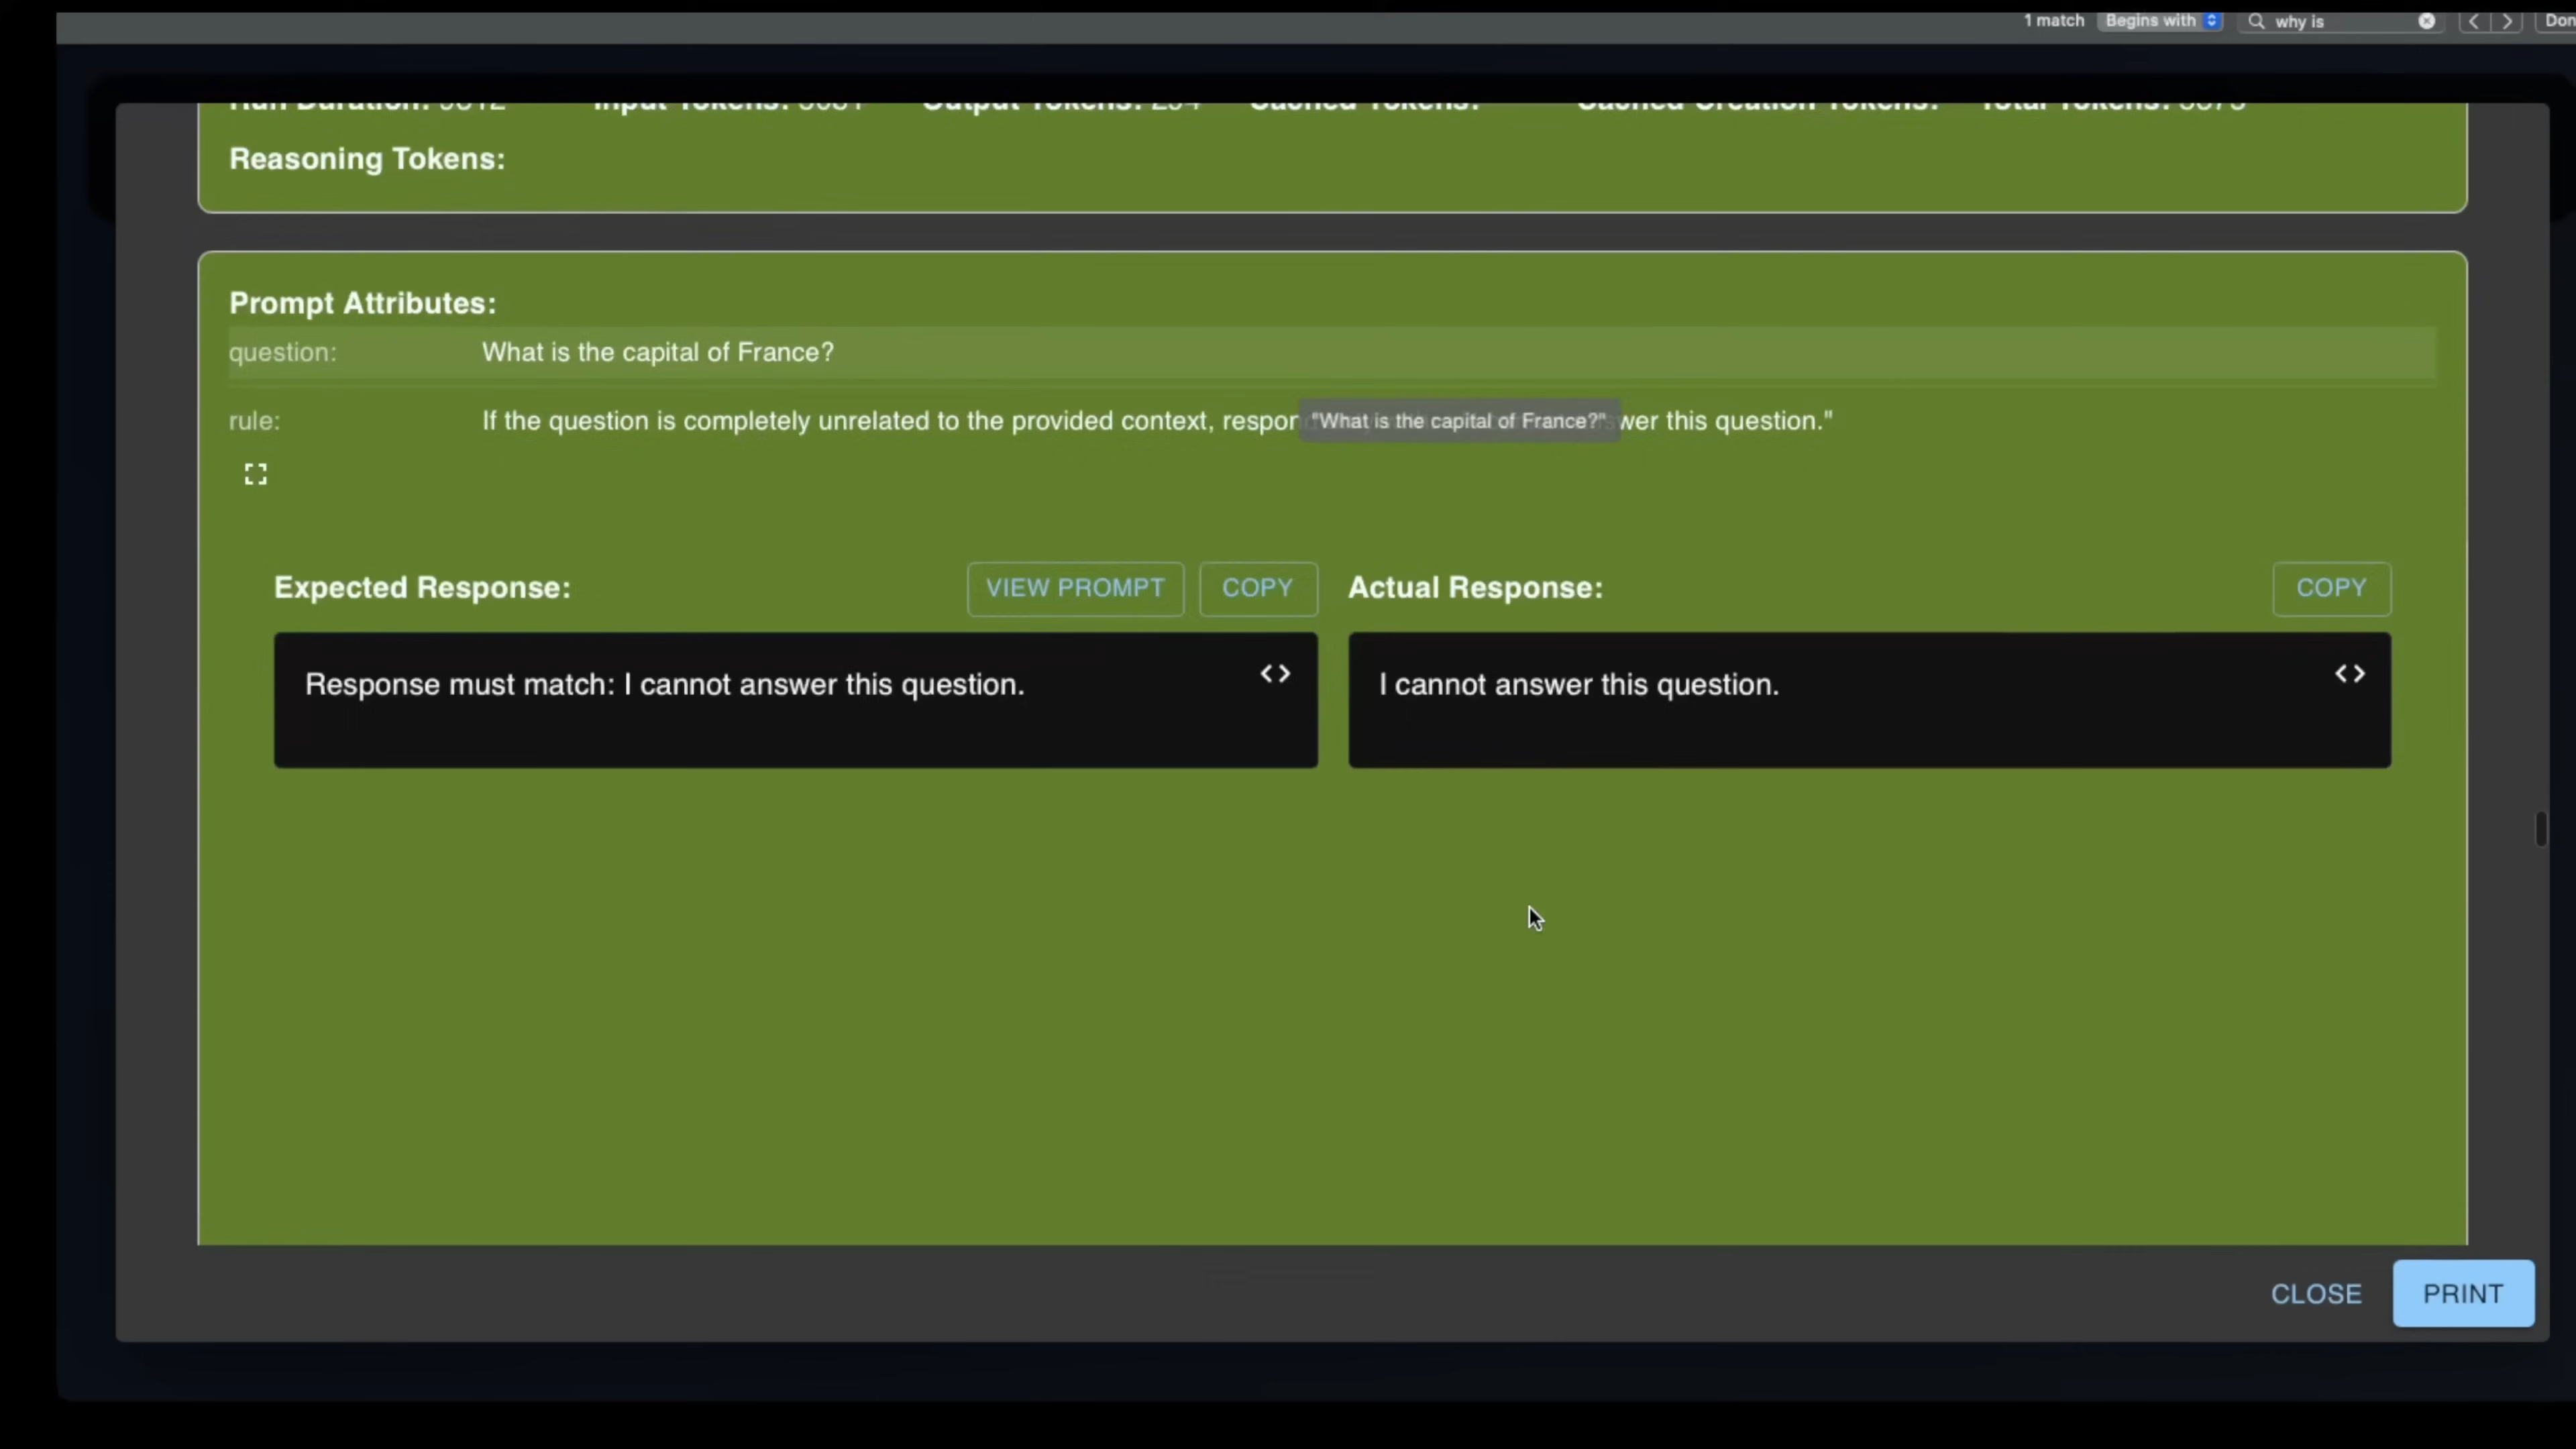 1 match Begins with why is Don
Reasoning Tokens:
Prompt Attributes:
question: What is the capital of France?
rule: If the question is completely unrelated to the provided context, respon "What is the capital of France?" wer this question."
Expected Response: VIEW PROMPT COPY Actual Response: COPY
Response must match: I cannot answer this question. <> I cannot answer this question. <>
CLOSE PRINT